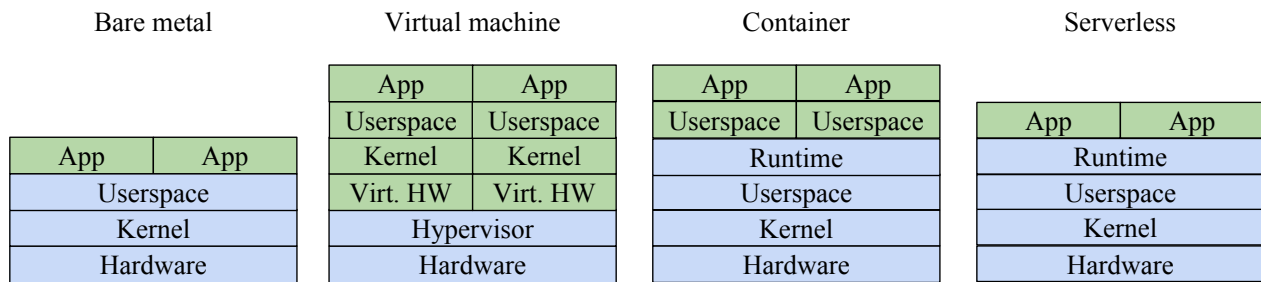 Bare metal
App App
Userspace
Kernel
Hardware
Virtual machine
App App
Userspace Userspace
Kernel Kernel
Virt. HW Virt. HW
Hypervisor
Hardware
Container
App App
Userspace Userspace
Runtime
Userspace
Kernel
Hardware
Serverless
App App
Runtime
Userspace
Kernel
Hardware